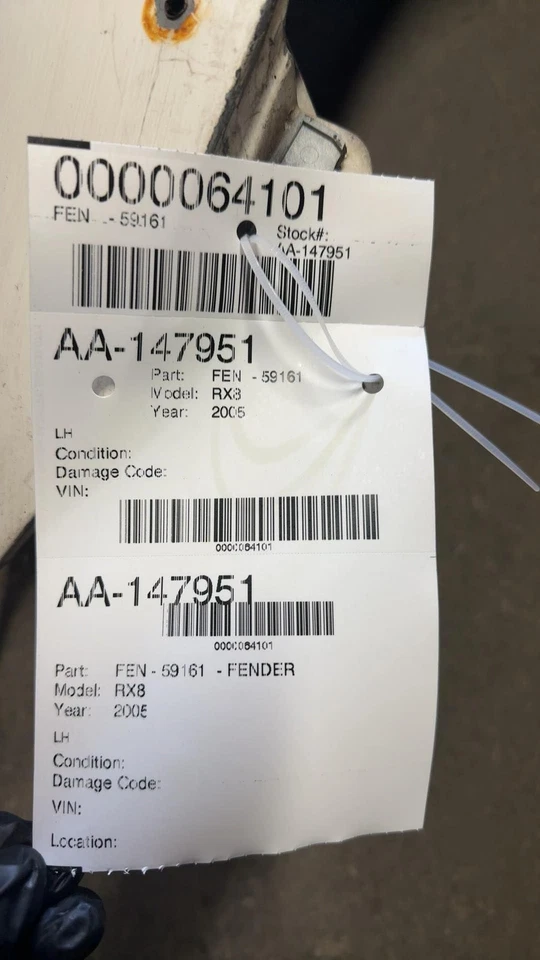 0000064101
FEN - 59161
Stock#:
AA-147951
AA-147951
Part: FEN - 59161
Model: RX8
Year: 2005
LH
Condition:
Damage Code:
VIN:
0000064101
AA-147951
0000064101
Part: FEN - 59161 - FENDER
Model: RX8
Year: 2005
LH
Condition:
Damage Code:
VIN:
Location: